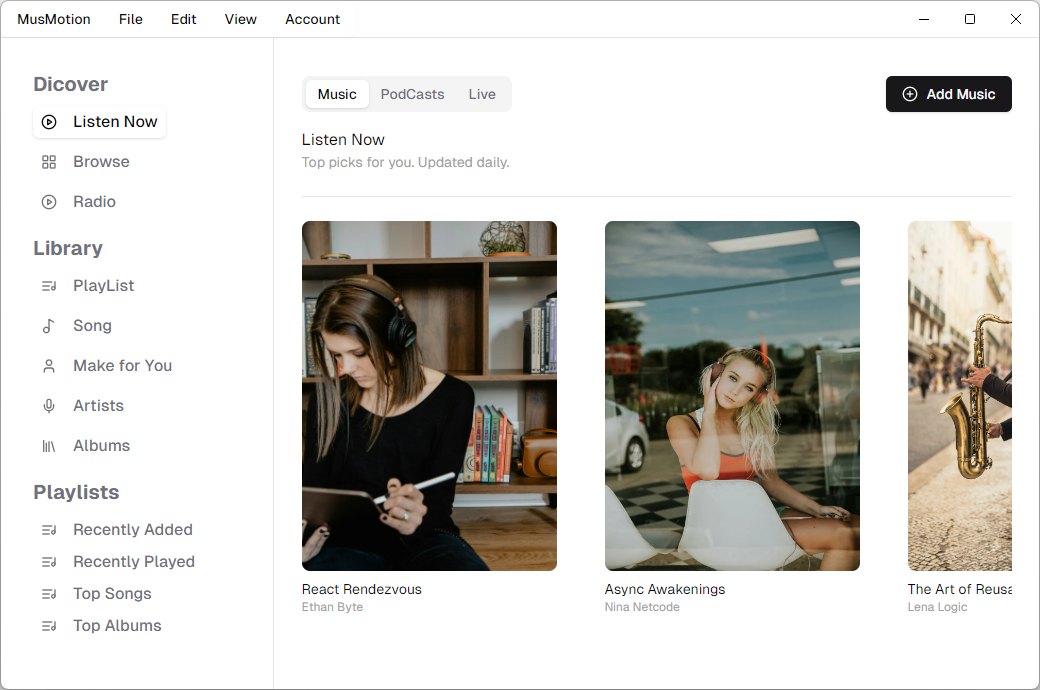 MusMotion File Edit View Account
Dicover
Listen Now
Browse
Radio
Library
PlayList
Song
Make for You
Artists
Albums
Playlists
Recently Added
Recently Played
Top Songs
Top Albums
Music PodCasts Live
Add Music
Listen Now
Top picks for you. Updated daily.
React Rendezvous
Ethan Byte
Async Awakenings
Nina Netcode
The Art of Reusa
Lena Logic